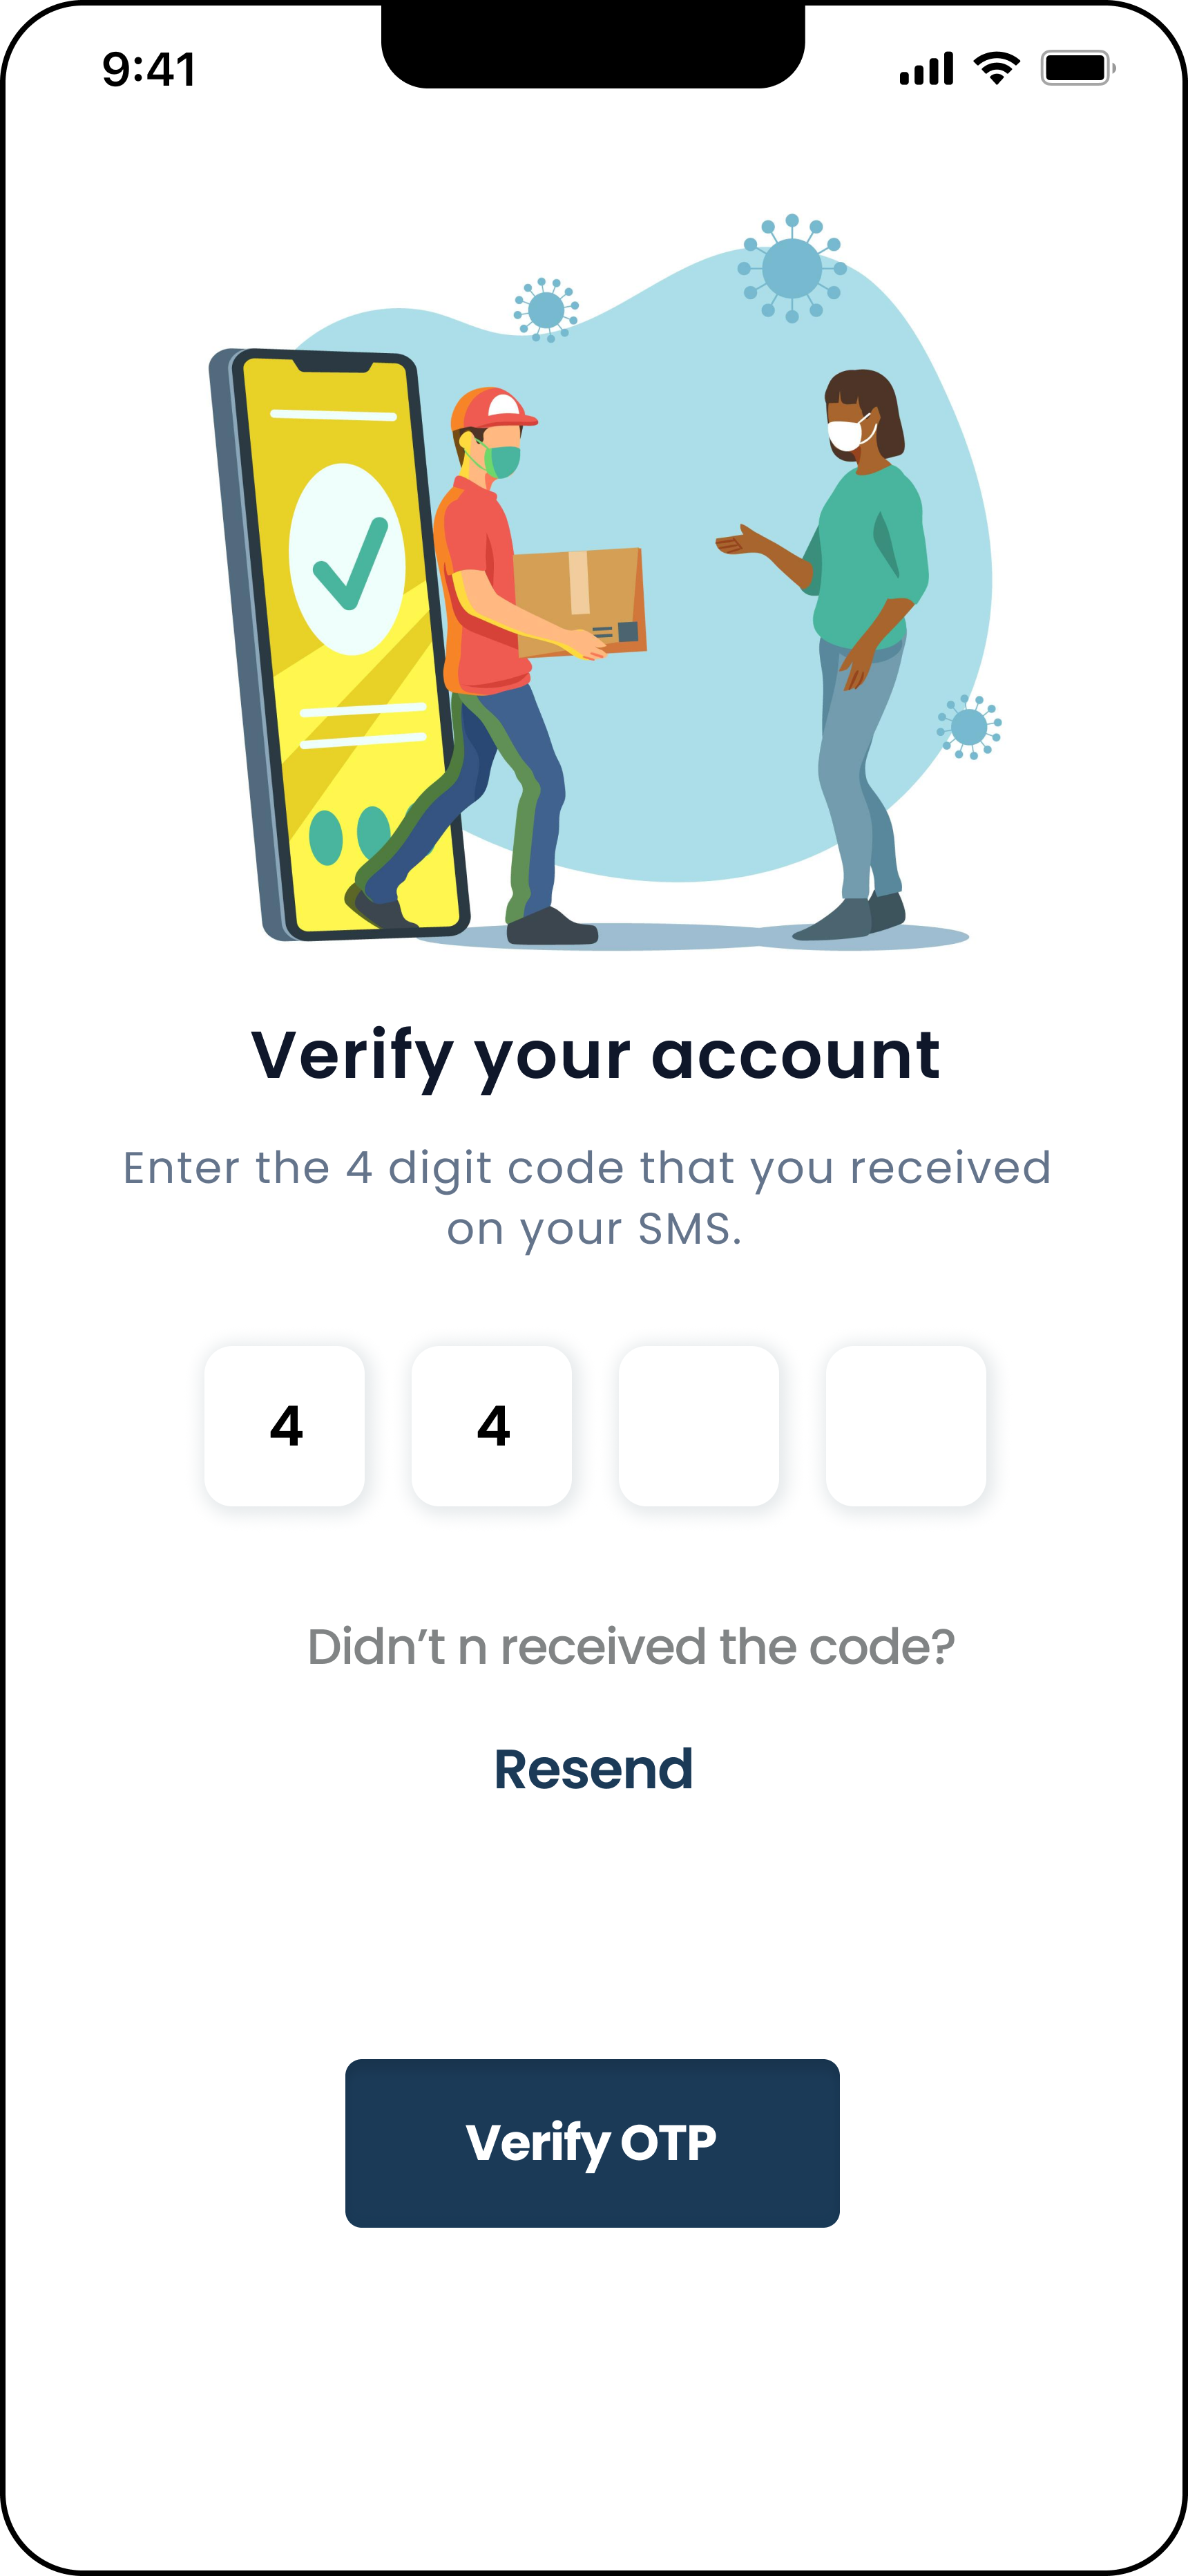 9:41
Verify your account
Enter the 4 digit code that you received
on your SMS.
4 4
Didn’t n received the code?
Resend
Verify OTP